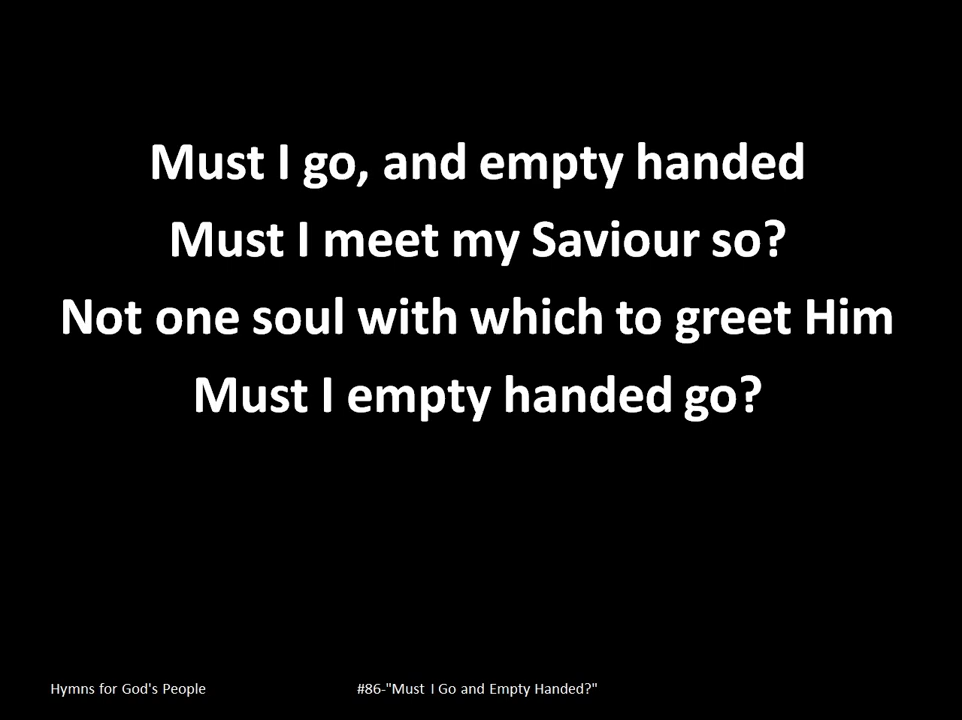 Must I go, and empty handed
Must I meet my Saviour so?
Not one soul with which to greet Him
Must I empty handed go?
Hymns for God's People
#86-"Must I Go and Empty Handed?"